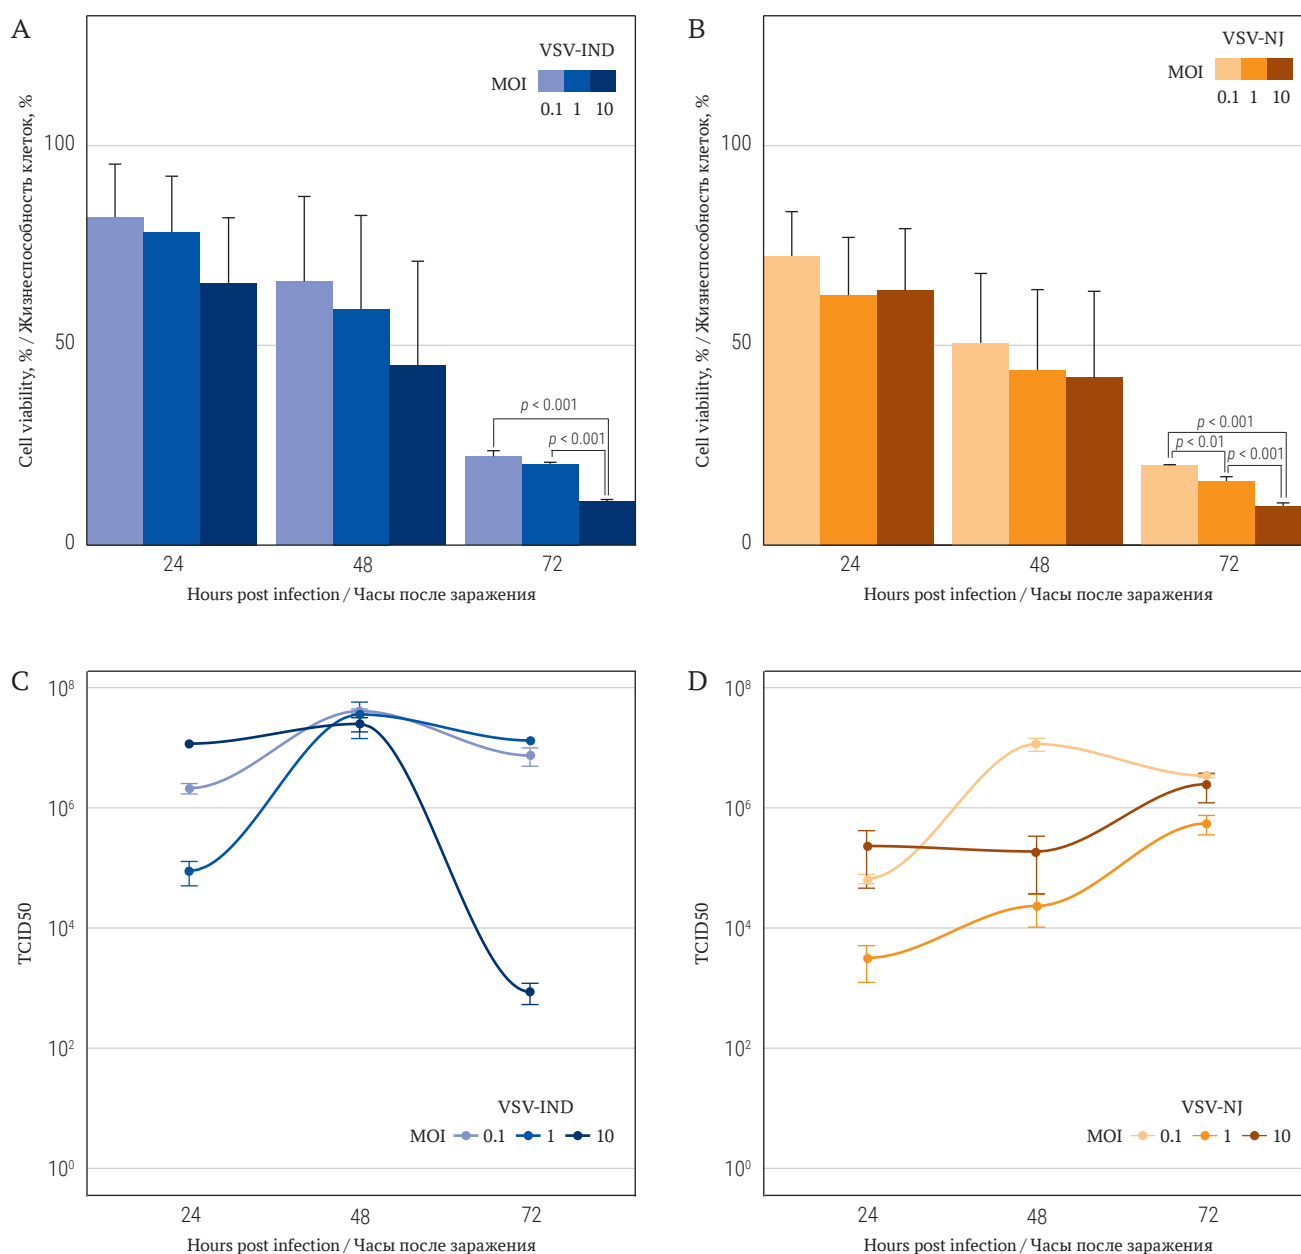 A
VSV-IND
MOI
0.1 1 10
Cell viability, % / Жизнеспособность клеток, %
100
50
0
p < 0.001
p < 0.001
24 48 72
Hours post infection / Часы после заражения
B
VSV-NJ
MOI
0.1 1 10
Cell viability, % / Жизнеспособность клеток, %
100
50
0
p < 0.001
p < 0.01
p < 0.001
24 48 72
Hours post infection / Часы после заражения
C
TCID50
10⁸
10⁶
10⁴
10²
10⁰
VSV-IND
MOI 0.1 1 10
24 48 72
Hours post infection / Часы после заражения
D
TCID50
10⁸
10⁶
10⁴
10²
10⁰
VSV-NJ
MOI 0.1 1 10
24 48 72
Hours post infection / Часы после заражения